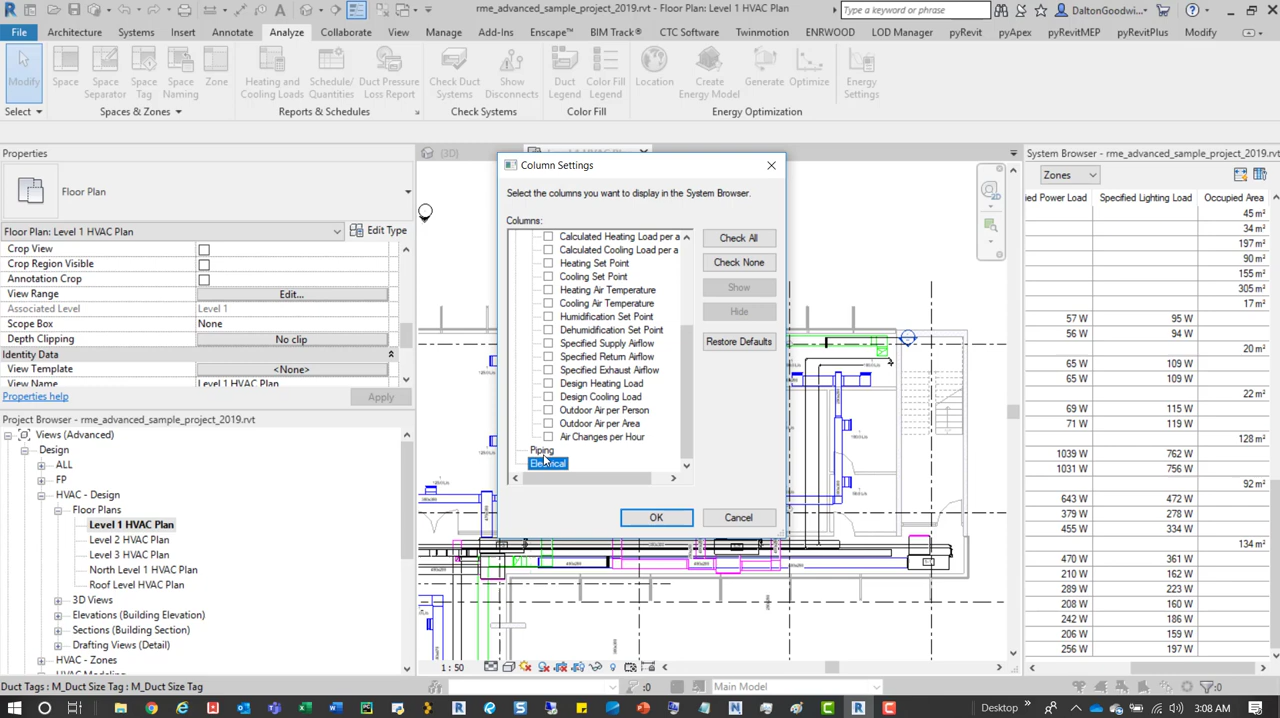 rme_advanced_sample_project_2019.rvt - Floor Plan: Level 1 HVAC Plan
Type a keyword or phrase
DaltonGoodwi...
File Architecture Systems Insert Annotate Analyze Collaborate View Manage Add-Ins Enscape™ BIM Track® CTC Software Twinmotion ENRWOOD LOD Manager pyRevit pyApex pyRevitMEP pyRevitPlus Modify
Modify
Space
Space Separator
Space Tag
Space Naming
Zone
Heating and Cooling Loads
Schedule/ Quantities
Duct Pressure Loss Report
Check Duct Systems
Show Disconnects
Duct Legend
Color Fill Legend
Location
Create Energy Model
Generate
Optimize
Energy Settings
Select
Spaces & Zones
Reports & Schedules
Check Systems
Color Fill
Energy Optimization
Properties
Floor Plan
Floor Plan: Level 1 HVAC Plan
Edit Type
Crop View
Crop Region Visible
Annotation Crop
View Range Edit...
Associated Level Level 1
Scope Box None
Depth Clipping No clip
Identity Data
View Template <None>
View Name Level 1 HVAC Plan
Properties help
Apply
Project Browser - rme_advanced_sample_project_2019.rvt
Views (Advanced)
Design
ALL
FP
HVAC - Design
Floor Plans
Level 1 HVAC Plan
Level 2 HVAC Plan
Level 3 HVAC Plan
North Level 1 HVAC Plan
Roof Level HVAC Plan
3D Views
Elevations (Building Elevation)
Sections (Building Section)
Drafting Views (Detail)
HVAC - Zones
Duct Tags : M_Duct Size Tag : M_Duct Size Tag
(3D)
Column Settings
Select the columns you want to display in the System Browser.
Columns:
Calculated Heating Load per a
Calculated Cooling Load per a
Heating Set Point
Cooling Set Point
Heating Air Temperature
Cooling Air Temperature
Humidification Set Point
Dehumidification Set Point
Specified Supply Airflow
Specified Return Airflow
Specified Exhaust Airflow
Design Heating Load
Design Cooling Load
Outdoor Air per Person
Outdoor Air per Area
Air Changes per Hour
Piping
Electrical
Check All
Check None
Show
Hide
Restore Defaults
OK
Cancel
1 : 50
:0
Main Model
:0
System Browser - rme_advanced_sample_project_2019.rvt
Zones
ed Power Load Specified Lighting Load Occupied Area
45 m²
34 m²
197 m²
90 m²
155 m²
305 m²
17 m²
57 W 95 W
56 W 94 W
20 m²
65 W 109 W
65 W 109 W
22 m²
69 W 115 W
71 W 119 W
128 m²
1039 W 762 W
1031 W 756 W
92 m²
643 W 472 W
379 W 278 W
455 W 334 W
134 m²
470 W 361 W
210 W 162 W
289 W 223 W
208 W 160 W
242 W 186 W
206 W 159 W
256 W 197 W
Desktop
3:08 AM